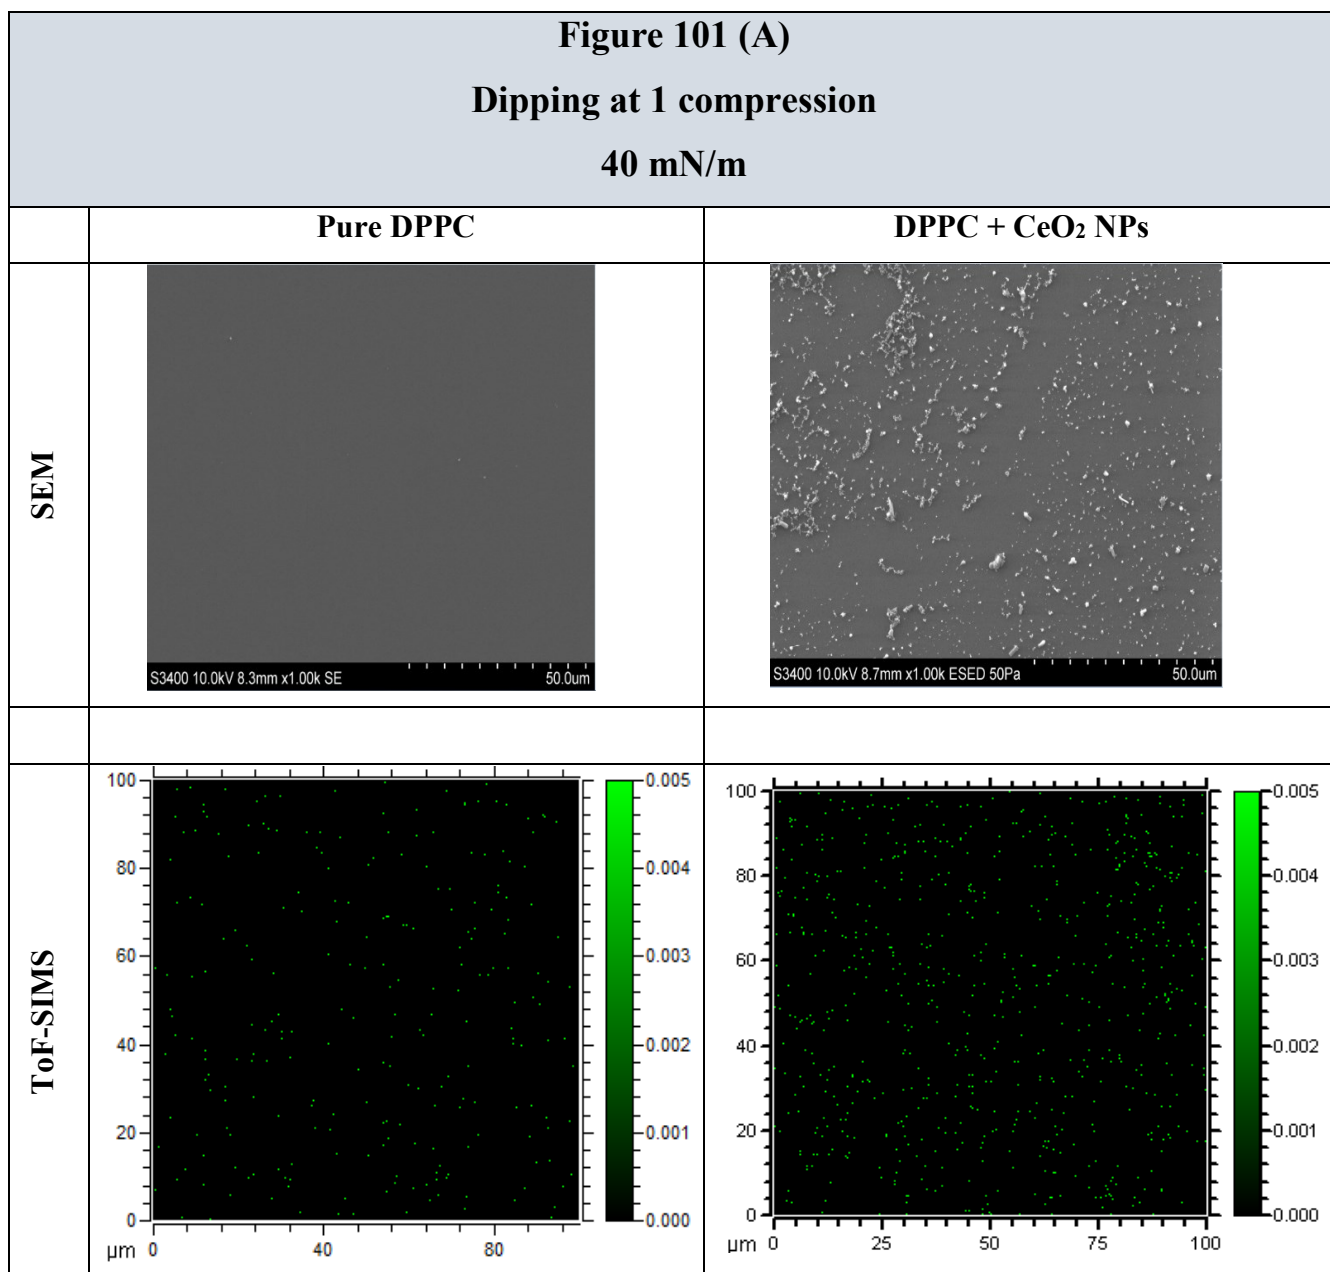 Figure 101 (A)
Dipping at 1 compression
40 mN/m
Pure DPPC
DPPC + CeO₂ NPs
SEM
S3400 10.0kV 8.3mm x1.00k SE
50.0um
S3400 10.0kV 8.7mm x1.00k ESED 50Pa
50.0um
ToF-SIMS
100
80
60
40
20
0
µm
0
40
80
0.005
0.004
0.003
0.002
0.001
0.000
100
80
60
40
20
0
µm
0
25
50
75
100
0.005
0.004
0.003
0.002
0.001
0.000